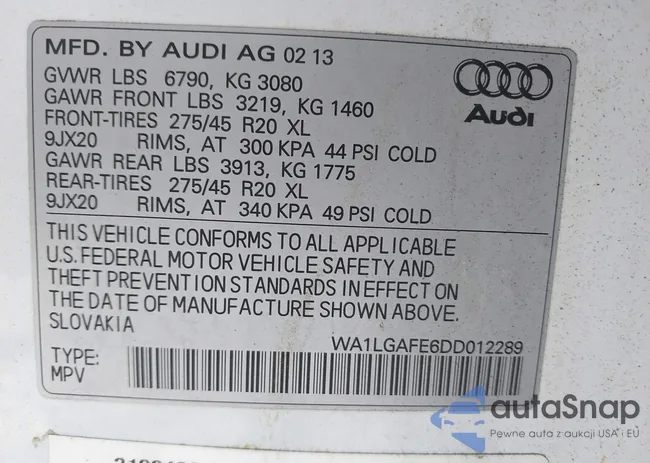 MFD. BY AUDI AG 02 13
GVWR LBS 6790, KG 3080
GAWR FRONT LBS 3219, KG 1460
FRONT-TIRES 275/45 R20 XL
9JX20 RIMS, AT 300 KPA 44 PSI COLD
GAWR REAR LBS 3913, KG 1775
REAR-TIRES 275/45 R20 XL
9JX20 RIMS, AT 340 KPA 49 PSI COLD
Audi
THIS VEHICLE CONFORMS TO ALL APPLICABLE
U.S. FEDERAL MOTOR VEHICLE SAFETY AND
THEFT PREVENTION STANDARDS IN EFFECT ON
THE DATE OF MANUFACTURE SHOWN ABOVE.
SLOVAKIA
WA1LGAFE6DD012289
TYPE:
MPV
autaSnap
Pewne auta z aukcji USA i EU